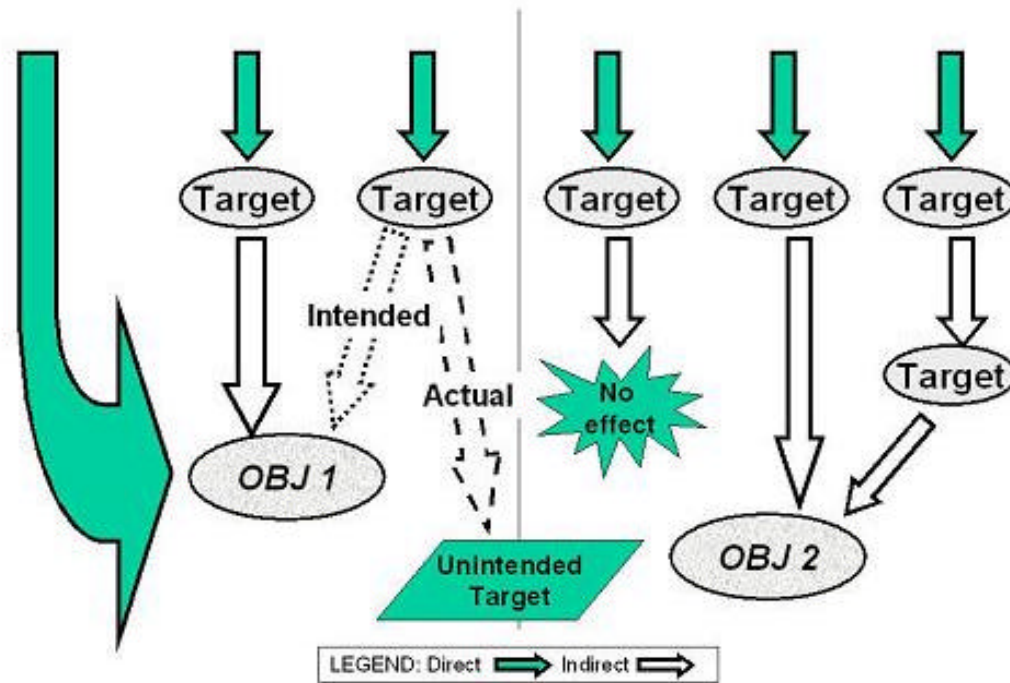 Target
Target
Target
Target
Target
Intended
Target
Actual
No
effect
OBJ 1
OBJ 2
Unintended
Target
LEGEND: Direct Indirect